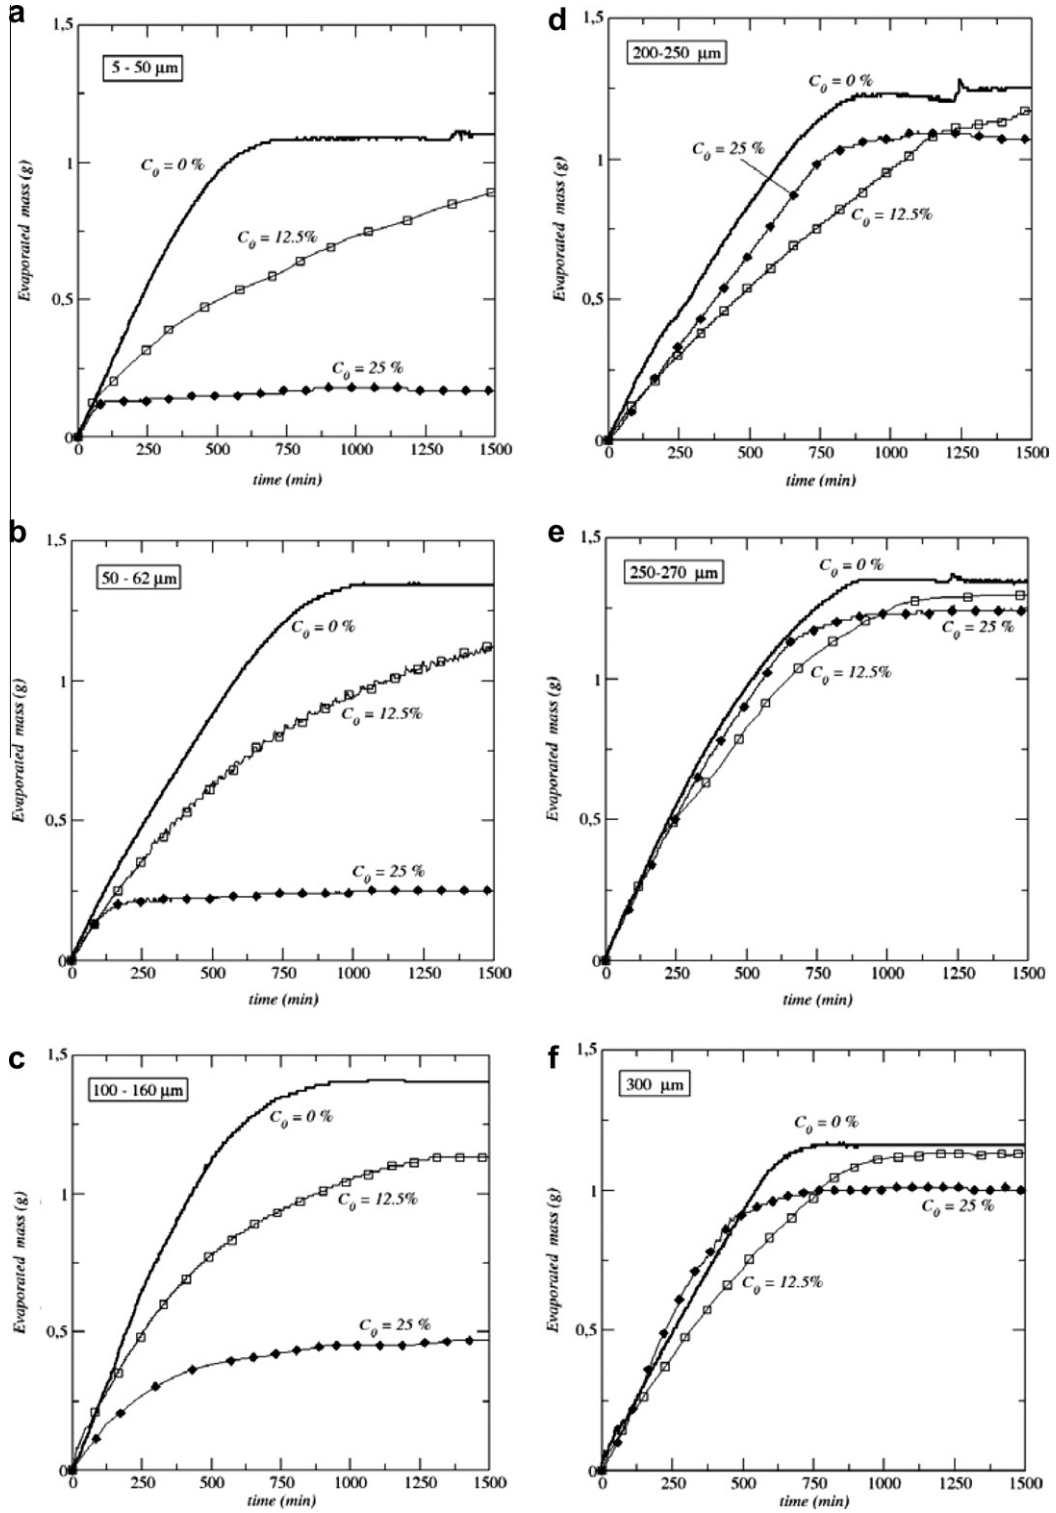 a
1,5
5 - 50 µm
C0 = 0 %
1
Evaporated mass (g)
C0 = 12.5%
0,5
C0 = 25 %
0
0 250 500 750 1000 1250 1500
time (min)
d
1,5
200-250 µm
C0 = 0 %
C0 = 25 %
1
Evaporated mass (g)
C0 = 12.5%
0,5
0
0 250 500 750 1000 1250 1500
time (min)
b
1,5
50 - 62 µm
C0 = 0 %
1
Evaporated mass (g)
C0 = 12.5%
0,5
C0 = 25 %
0
0 250 500 750 1000 1250 1500
time (min)
e
1,5
250-270 µm
C0 = 0 %
C0 = 25 %
1
Evaporated mass (g)
C0 = 12.5%
0,5
0
0 250 500 750 1000 1250 1500
time (min)
c
1,5
100 - 160 µm
C0 = 0 %
1
Evaporated mass (g)
C0 = 12.5%
0,5
C0 = 25 %
0
0 250 500 750 1000 1250 1500
time (min)
f
1,5
300 µm
C0 = 0 %
1
Evaporated mass (g)
C0 = 25 %
C0 = 12.5%
0,5
0
0 250 500 750 1000 1250 1500
time (min)